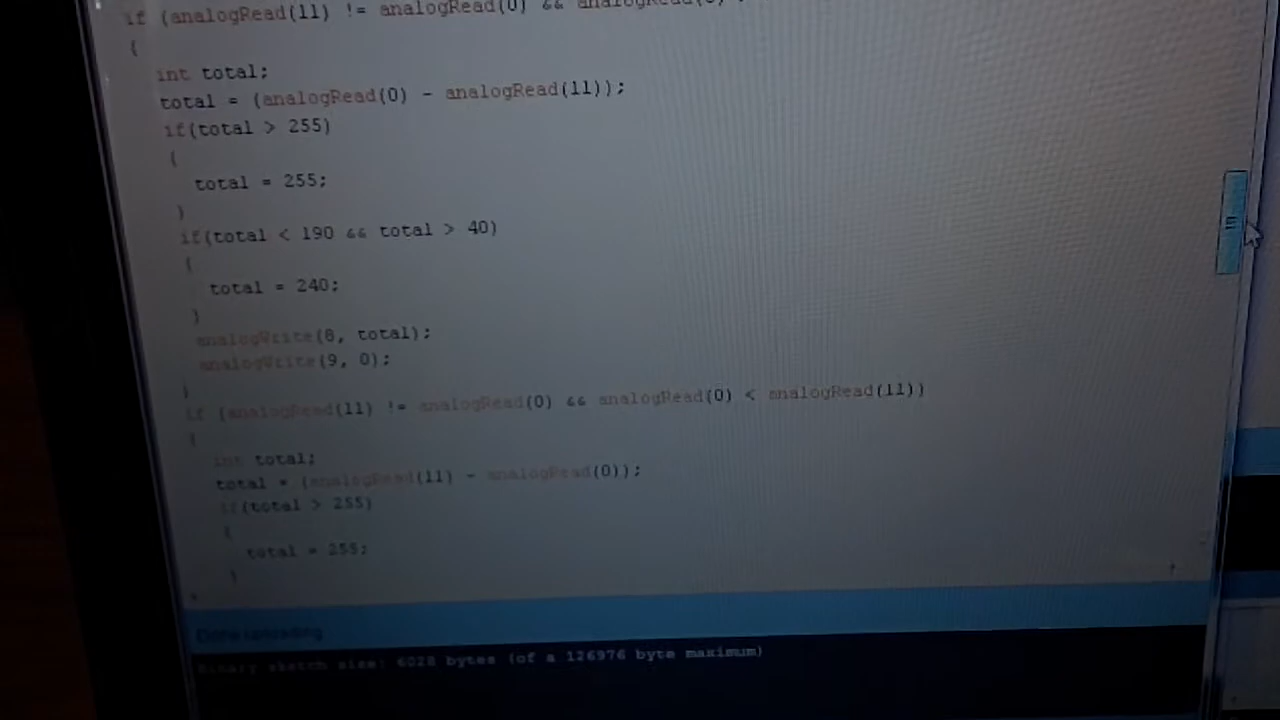 if (analogRead(11) != analogRead(0) && analogRead(0)
{
int total;
total = (analogRead(0) - analogRead(11));
if(total > 255)
{
total = 255;
}
if(total < 190 && total > 40)
{
total = 240;
}
analogWrite(8, total);
analogWrite(9, 0);
}
if (analogRead(11) != analogRead(0) && analogRead(0) < analogRead(11))
{
int total;
total = (analogRead(11) - analogRead(0));
if(total > 255)
{
total = 255;
}
Done uploading
Binary sketch size: 6028 bytes (of a 126976 byte maximum)